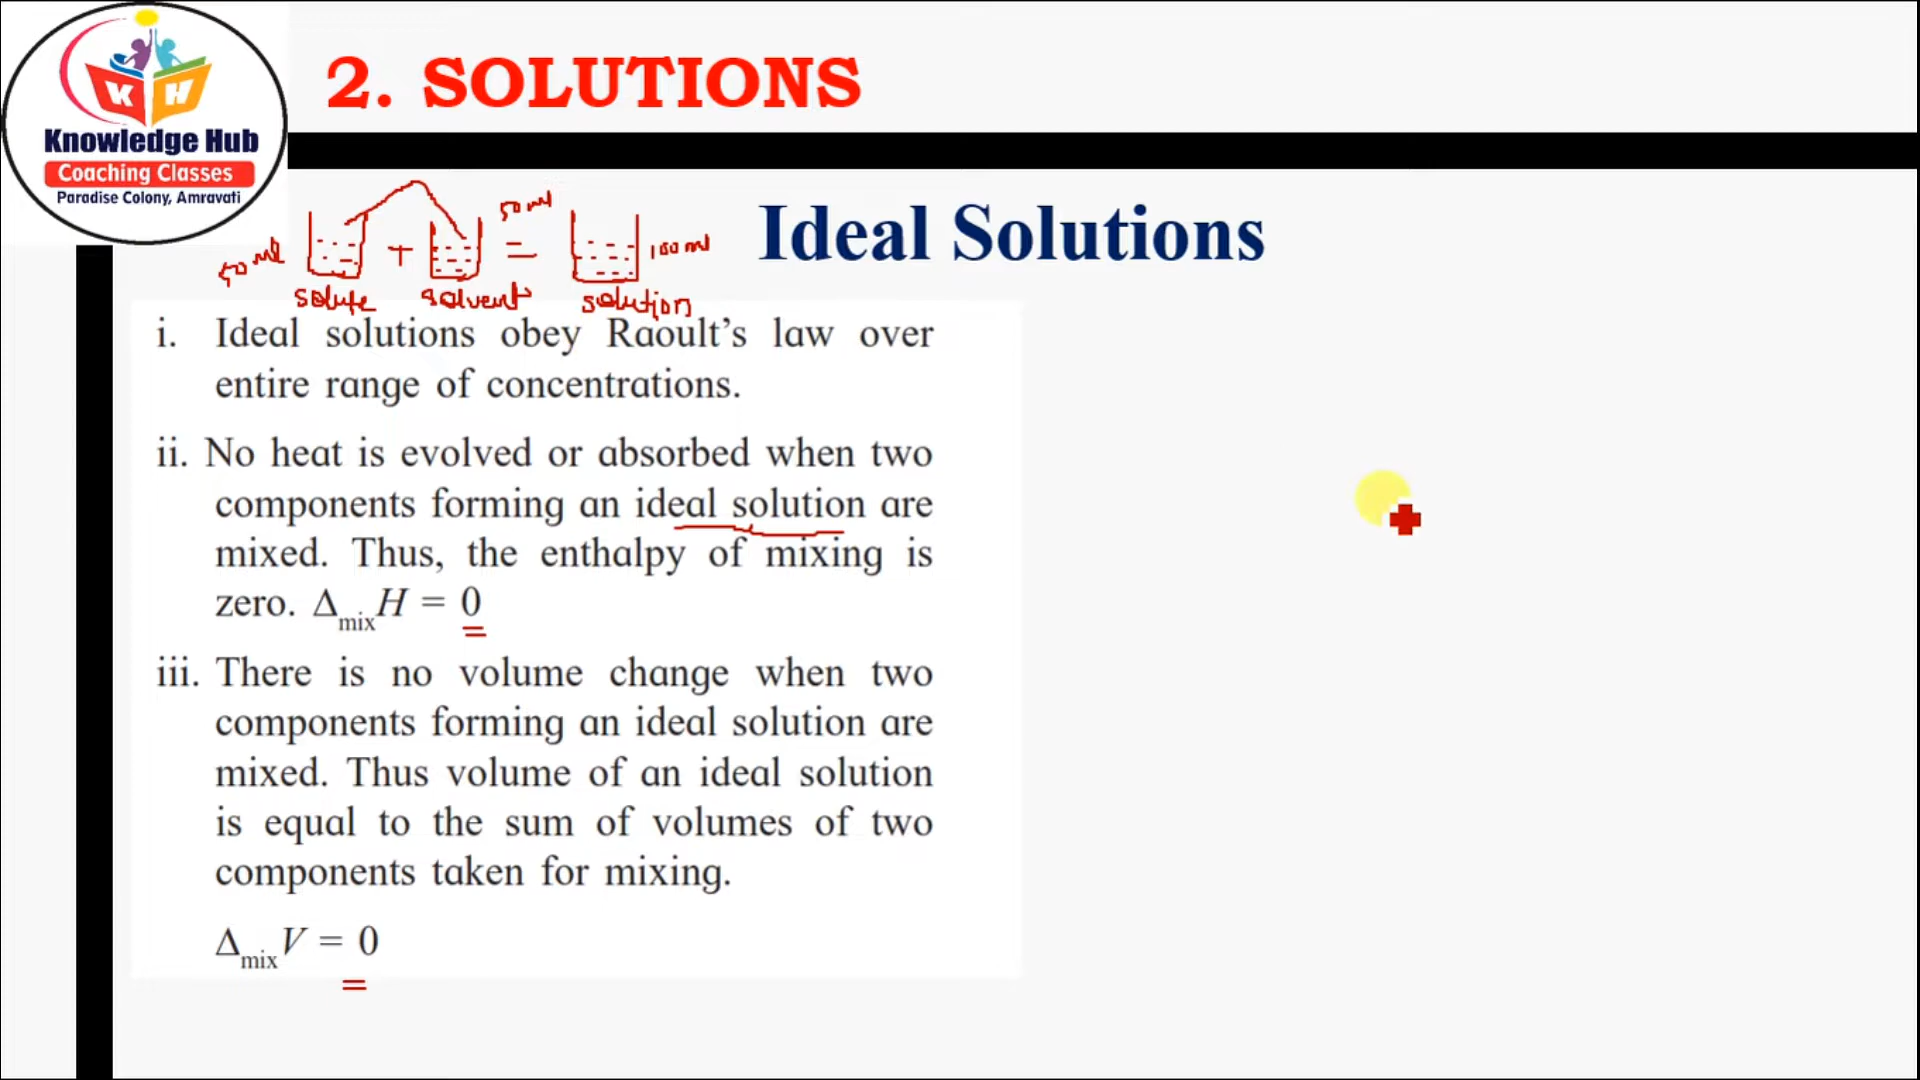 K H
Knowledge Hub
Coaching Classes
Paradise Colony, Amravati
2. SOLUTIONS
Ideal Solutions
50 ml + 50 ml = 100 ml
solute solvent solution
i. Ideal solutions obey Raoult's law over
entire range of concentrations.
ii. No heat is evolved or absorbed when two
components forming an ideal solution are
mixed. Thus, the enthalpy of mixing is
zero. ΔmixH = 0
iii. There is no volume change when two
components forming an ideal solution are
mixed. Thus volume of an ideal solution
is equal to the sum of volumes of two
components taken for mixing.
ΔmixV = 0